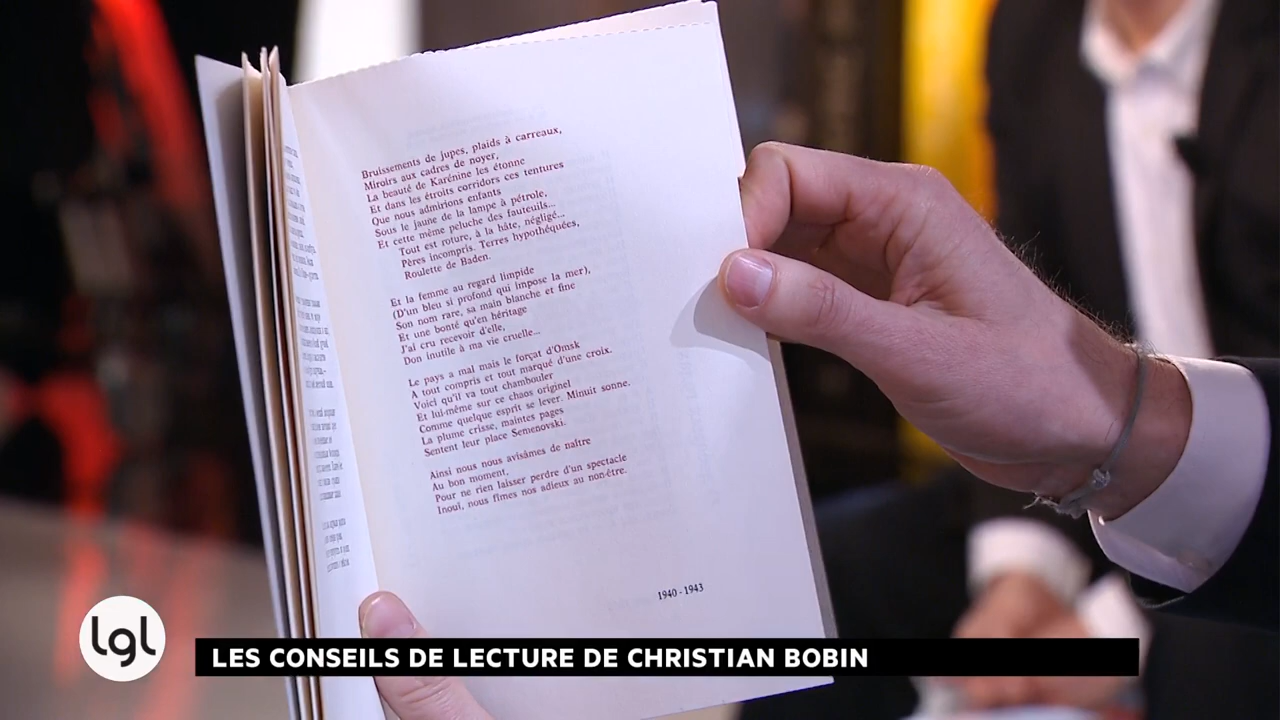 Bruissements de jupes, plaids à carreaux,
Miroirs aux cadres de noyer,
La beauté de Karénine les étonne
Et dans les étroits corridors ces tentures
Que nous admirions enfants
Sous le jaune de la lampe à pétrole,
Et cette même peluche des fauteuils...
Tout est roture, à la hâte, négligé...
Pères incompris. Terres hypothéquées,
Roulette de Baden.
Et la femme au regard limpide
(D'un bleu si profond qui impose la mer),
Son nom rare, sa main blanche et fine
Et une bonté qu'en héritage
J'ai cru recevoir d'elle,
Don inutile à ma vie cruelle...
Le pays a mal mais le forçat d'Omsk
A tout compris et tout marqué d'une croix.
Voici qu'il va tout chambouler
Et lui-même sur ce chaos originel
Comme quelque esprit se lever. Minuit sonne.
La plume crisse, maintes pages
Sentent leur place Semenovski.
Ainsi nous nous avisâmes de naître
Au bon moment,
Pour ne rien laisser perdre d'un spectacle
Inouï, nous fîmes nos adieux au non-être.
1940-1943
lgl
LES CONSEILS DE LECTURE DE CHRISTIAN BOBIN